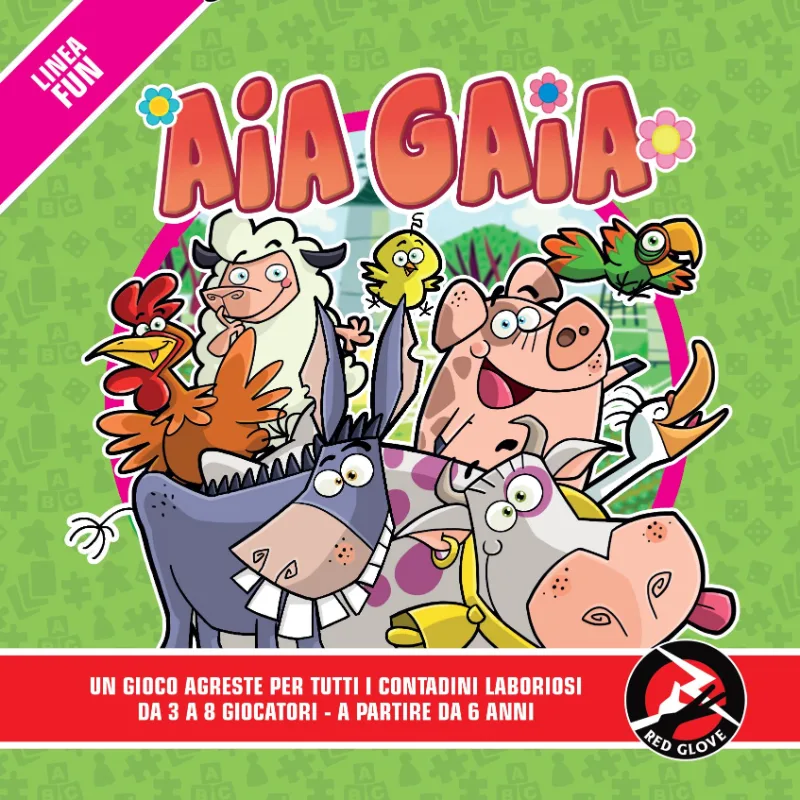 LINEA
FUN
AiA GAiA
UN GIOCO AGRESTE PER TUTTI I CONTADINI LABORIOSI
DA 3 A 8 GIOCATORI - A PARTIRE DA 6 ANNI
RED GLOVE